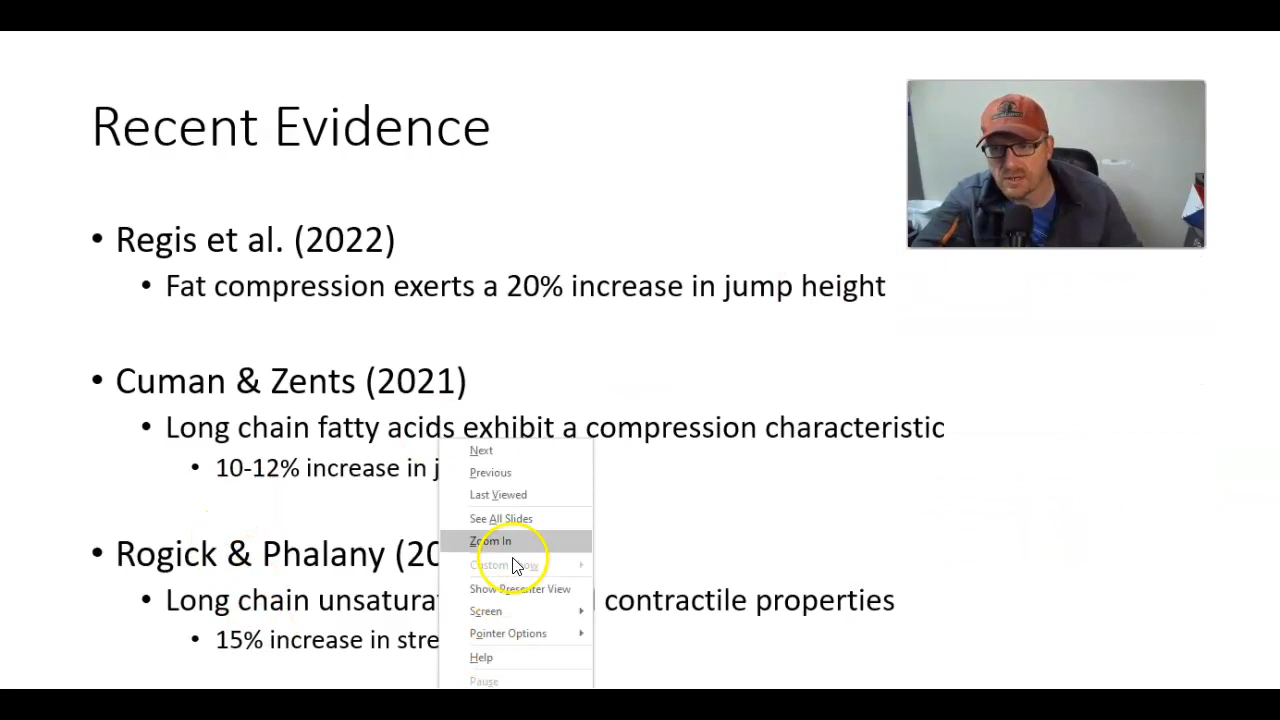 Recent Evidence
• Regis et al. (2022)
• Fat compression exerts a 20% increase in jump height
• Cuman & Zents (2021)
• Long chain fatty acids exhibit a compression characteristic
• 10-12% increase in j
• Rogick & Phalany (20
• Long chain unsatura contractile properties
• 15% increase in stre
Next
Previous
Last Viewed
See All Slides
Zoom In
Custom Show
Show Presenter View
Screen
Pointer Options
Help
Pause